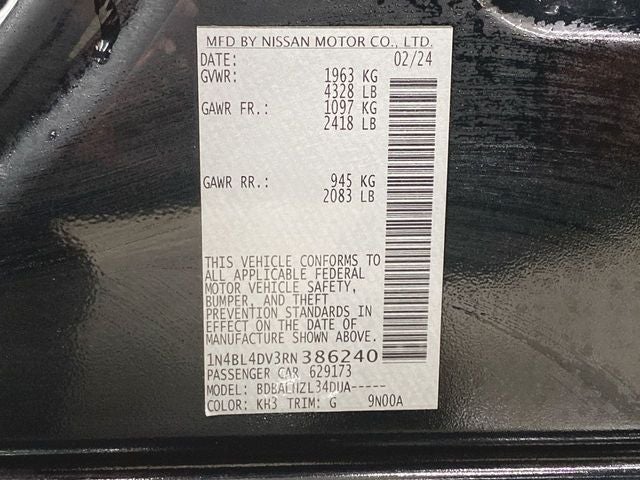 MFD BY NISSAN MOTOR CO., LTD.
DATE: 02/24
GVWR: 1963 KG
4328 LB
GAWR FR.: 1097 KG
2418 LB
GAWR RR.: 945 KG
2083 LB
THIS VEHICLE CONFORMS TO
ALL APPLICABLE FEDERAL
MOTOR VEHICLE SAFETY,
BUMPER, AND THEFT
PREVENTION STANDARDS IN
EFFECT ON THE DATE OF
MANUFACTURE SHOWN ABOVE.
1N4BL4DV3RN386240
PASSENGER CAR 629173
MODEL: BDBALHZL34DUA-----
COLOR: KH3 TRIM: G 9N00A